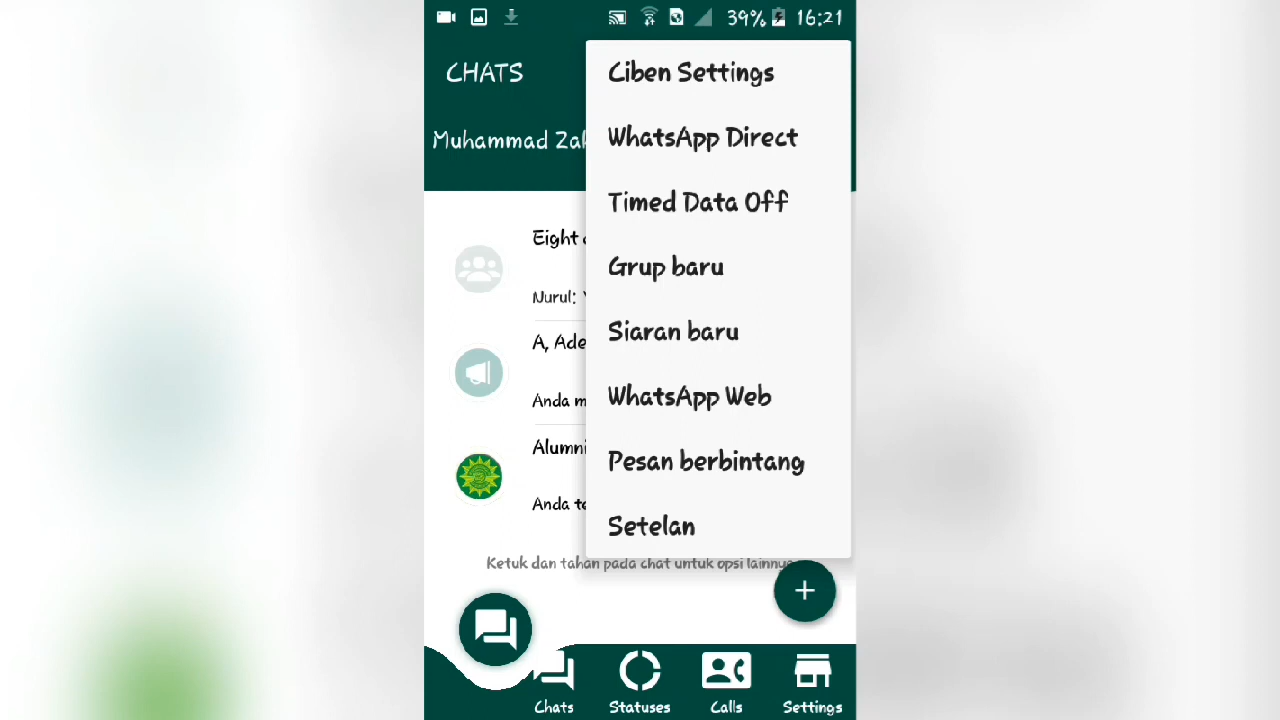 39% 16:21
CHATS
Ciben Settings
Muhammad Zak
WhatsApp Direct
Timed Data Off
Eight
Grup baru
Nurul:
Siaran baru
A, Ade
WhatsApp Web
Anda m
Alumni
Pesan berbintang
Anda te
Setelan
Ketuk dan tahan pada chat untuk opsi lainnya
Chats
Statuses
Calls
Settings